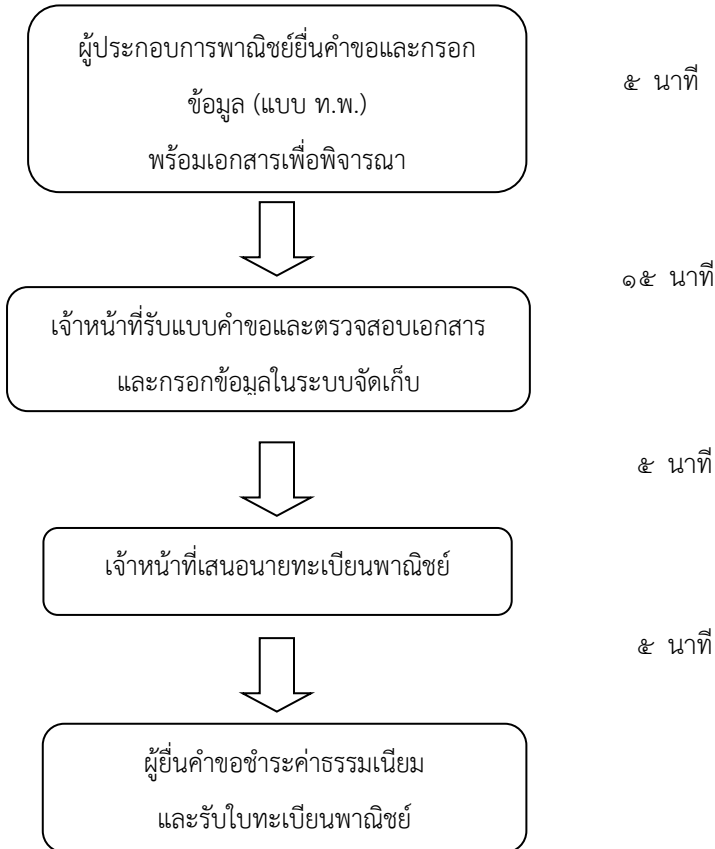 ผู้ประกอบการพาณิชย์ยื่นคำขอและกรอก
ข้อมูล (แบบ ท.พ.)
พร้อมเอกสารเพื่อพิจารณา
๕ นาที
๑๕ นาที
เจ้าหน้าที่รับแบบคำขอและตรวจสอบเอกสาร
และกรอกข้อมูลในระบบจัดเก็บ
๕ นาที
เจ้าหน้าที่เสนอนายทะเบียนพาณิชย์
๕ นาที
ผู้ยื่นคำขอชำระค่าธรรมเนียม
และรับใบทะเบียนพาณิชย์